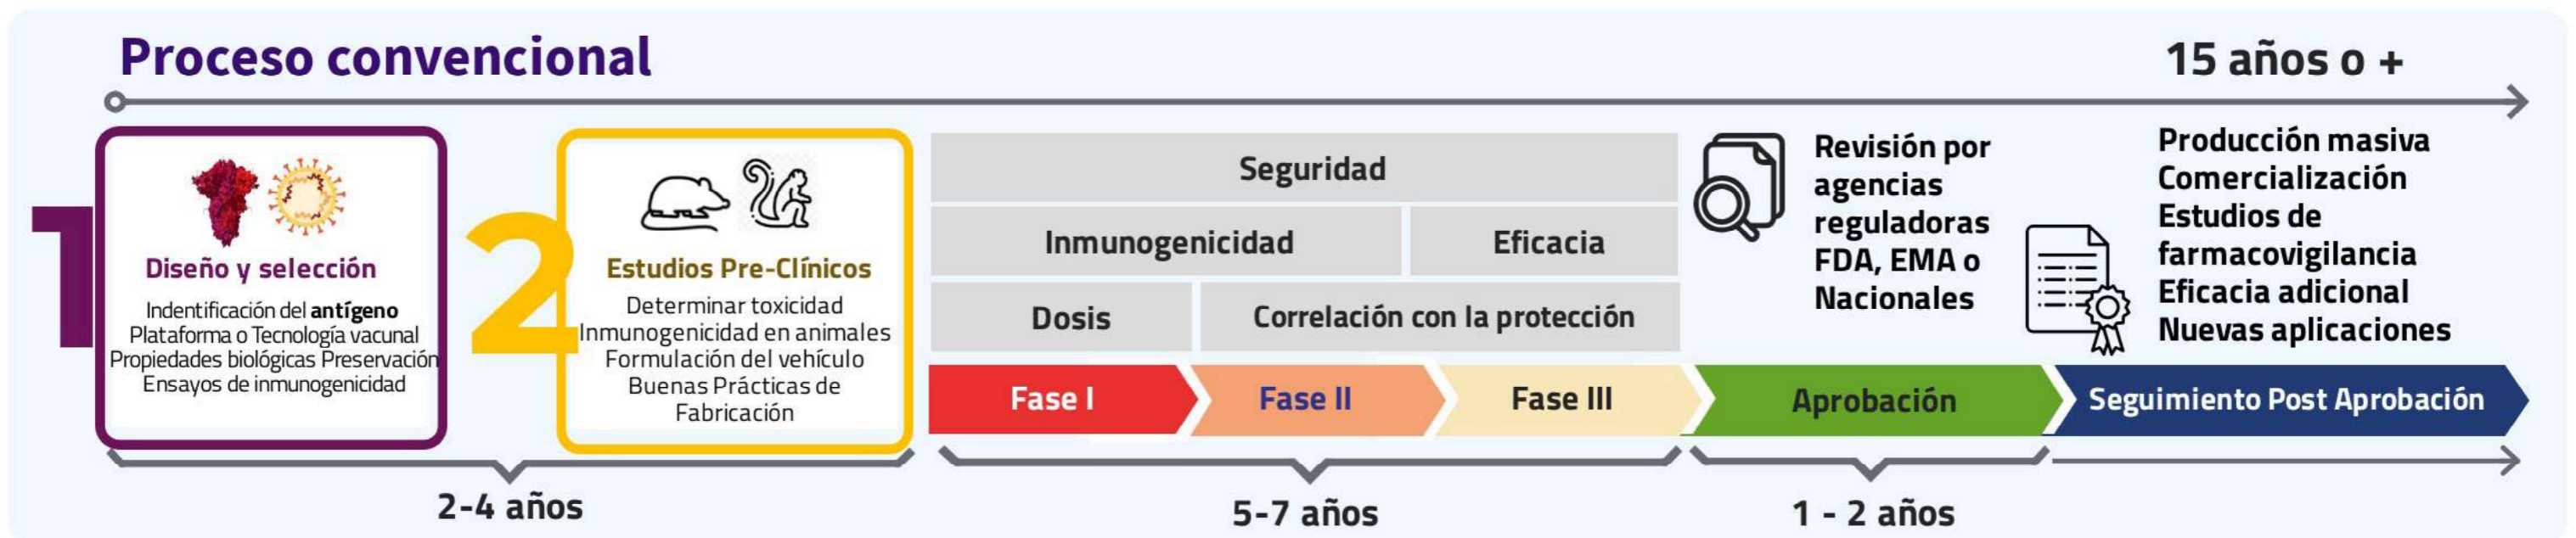 Proceso convencional
15 años o +
1
Diseño y selección
Indentificación del antígeno
Plataforma o Tecnología vacunal
Propiedades biológicas Preservación
Ensayos de inmunogenicidad
2
Estudios Pre-Clínicos
Determinar toxicidad
Inmunogenicidad en animales
Formulación del vehículo
Buenas Prácticas de
Fabricación
Seguridad
Inmunogenicidad
Eficacia
Dosis
Correlación con la protección
Revisión por
agencias
reguladoras
FDA, EMA o
Nacionales
Producción masiva
Comercialización
Estudios de
farmacovigilancia
Eficacia adicional
Nuevas aplicaciones
Fase I
Fase II
Fase III
Aprobación
Seguimiento Post Aprobación
2-4 años
5-7 años
1 - 2 años